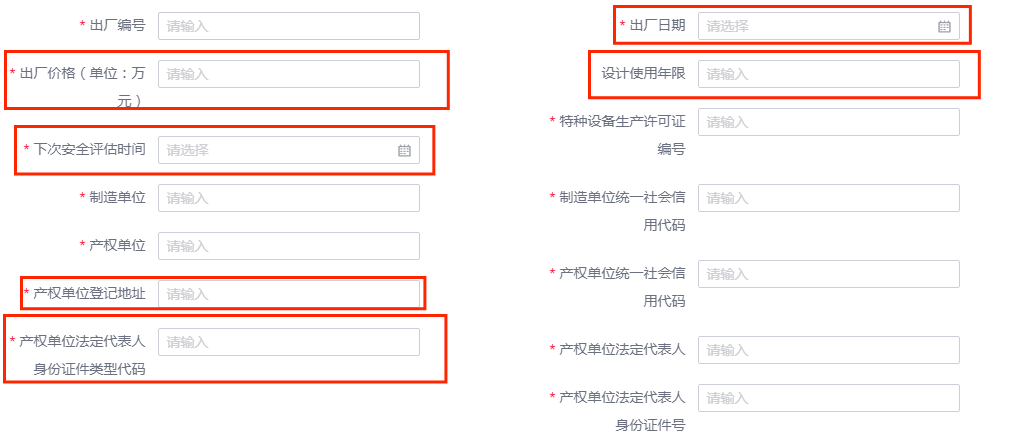 * 出厂编号 请输入
* 出厂日期 请选择
* 出厂价格（单位：万 请输入
元）
设计使用年限 请输入
* 特种设备生产许可证 请输入
编号
* 下次安全评估时间 请选择
* 制造单位 请输入
* 制造单位统一社会信 请输入
用代码
* 产权单位 请输入
* 产权单位统一社会信 请输入
用代码
* 产权单位登记地址 请输入
* 产权单位法定代表人 请输入
身份证件类型代码
* 产权单位法定代表人 请输入
* 产权单位法定代表人 请输入
身份证件号